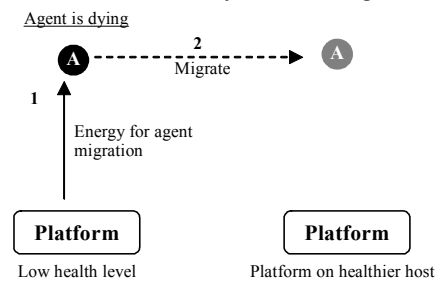 Agent is dying
2
A
A
Migrate
1
Energy for agent
migration
Platform
Platform
Low health level
Platform on healthier host